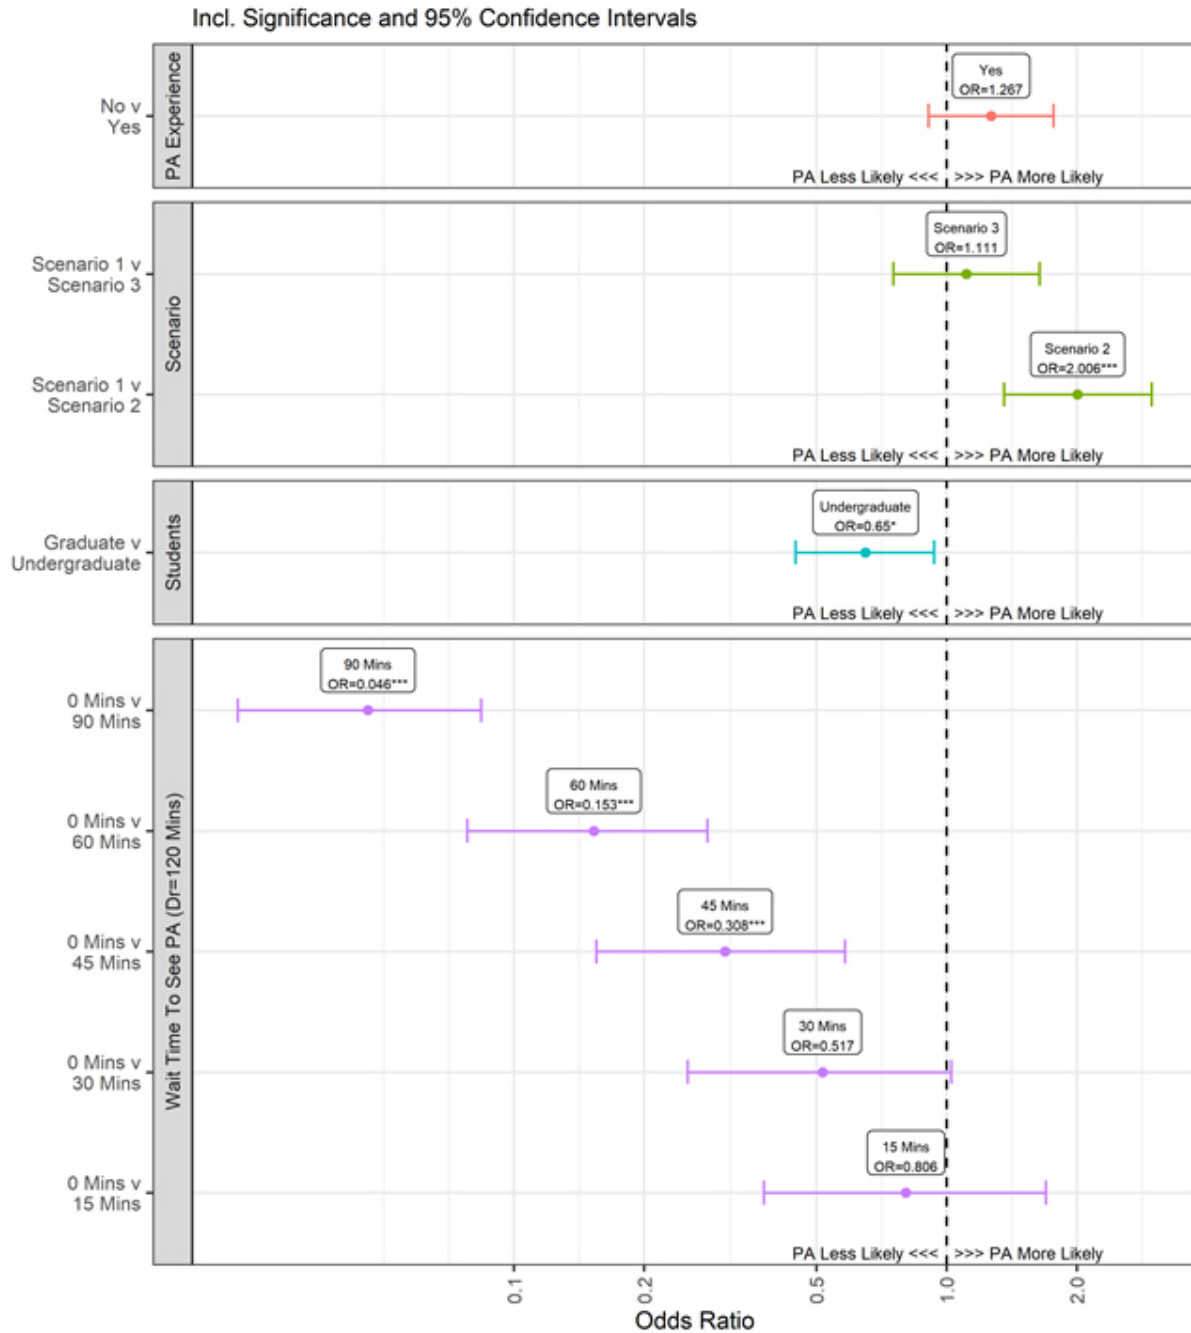 Incl. Significance and 95% Confidence Intervals
PA Experience
No v
Yes
Yes
OR=1.267
PA Less Likely <<< >>> PA More Likely
Scenario
Scenario 1 v
Scenario 3
Scenario 3
OR=1.111
Scenario 1 v
Scenario 2
Scenario 2
OR=2.006***
PA Less Likely <<< >>> PA More Likely
Students
Graduate v
Undergraduate
Undergraduate
OR=0.65*
PA Less Likely <<< >>> PA More Likely
Wait Time To See PA (Dr=120 Mins)
0 Mins v
90 Mins
90 Mins
OR=0.046***
0 Mins v
60 Mins
60 Mins
OR=0.153***
0 Mins v
45 Mins
45 Mins
OR=0.308***
0 Mins v
30 Mins
30 Mins
OR=0.517
0 Mins v
15 Mins
15 Mins
OR=0.806
PA Less Likely <<< >>> PA More Likely
0.1 0.2 0.5 1.0 2.0
Odds Ratio